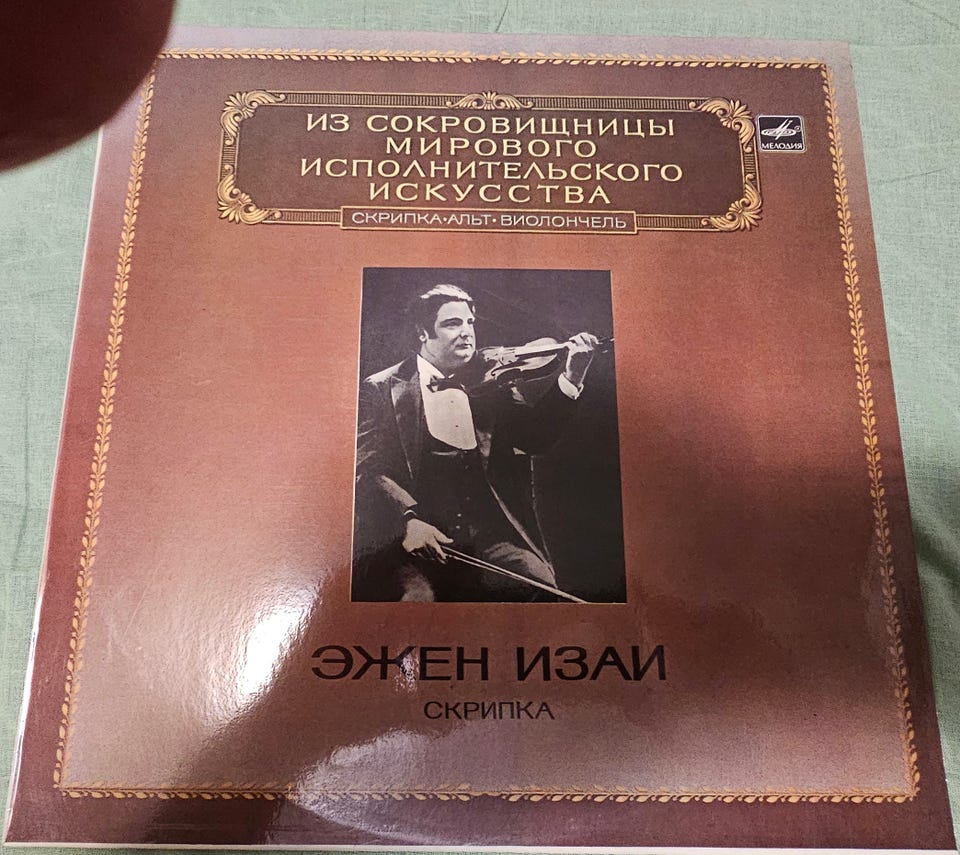 ИЗ СОКРОВИЩНИЦЫ
МИРОВОГО
ИСПОЛНИТЕЛЬСКОГО
ИСКУССТВА
СКРИПКА•АЛЬТ•ВИОЛОНЧЕЛЬ
МЕЛОДИЯ
ЭЖЕН ИЗАИ
СКРИПКА